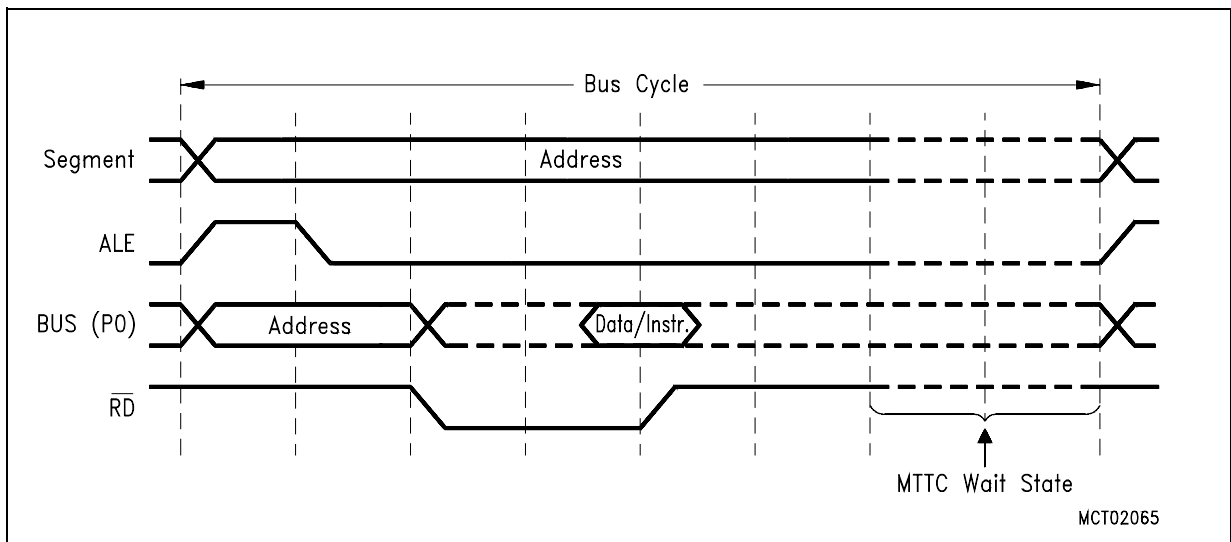 Bus Cycle
Segment
Address
ALE
BUS (P0)
Address
Data/Instr.
RD
MTTC Wait State
MCT02065